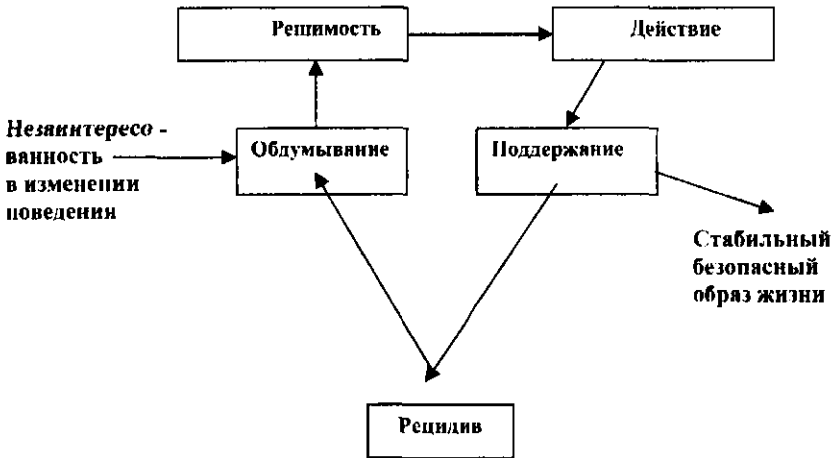 Решимость
Действие
Незаинтересо -
ванность
в изменении
поведения
Обдумывание
Поддержание
Стабильный
безопасный
образ жизни
Рецидив